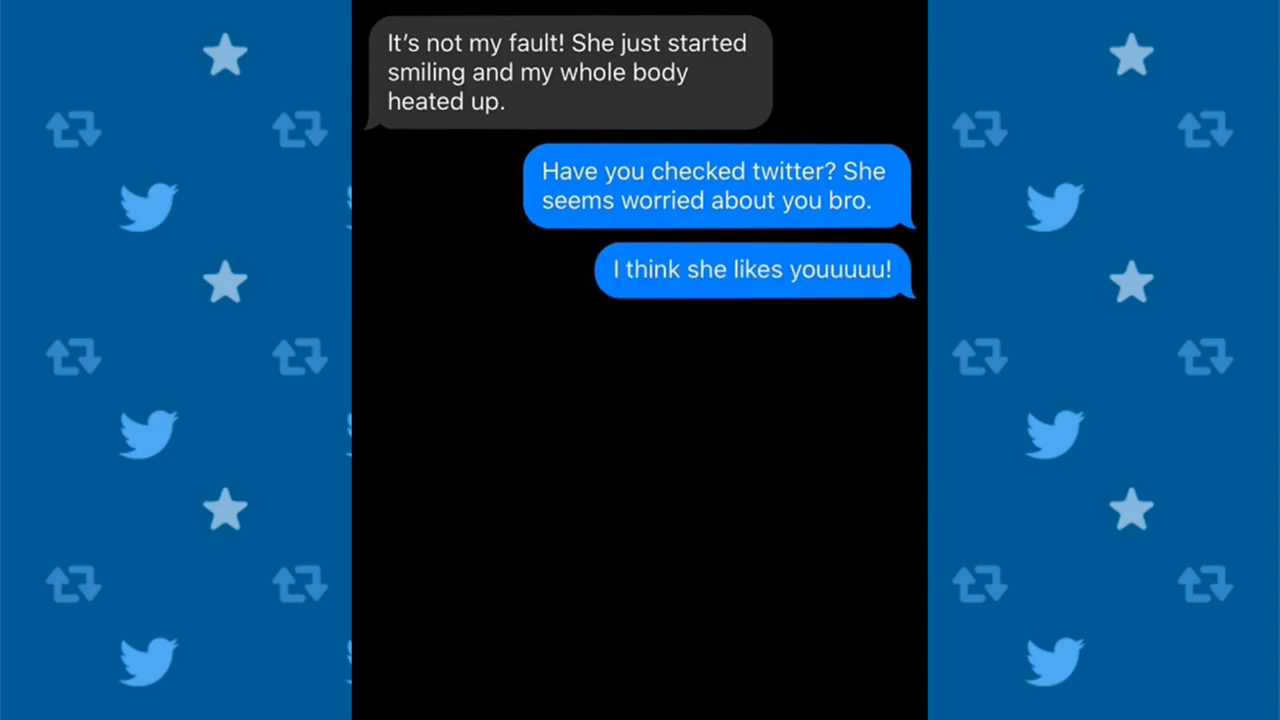 It’s not my fault! She just started
smiling and my whole body
heated up.
Have you checked twitter? She
seems worried about you bro.
I think she likes youuuuu!